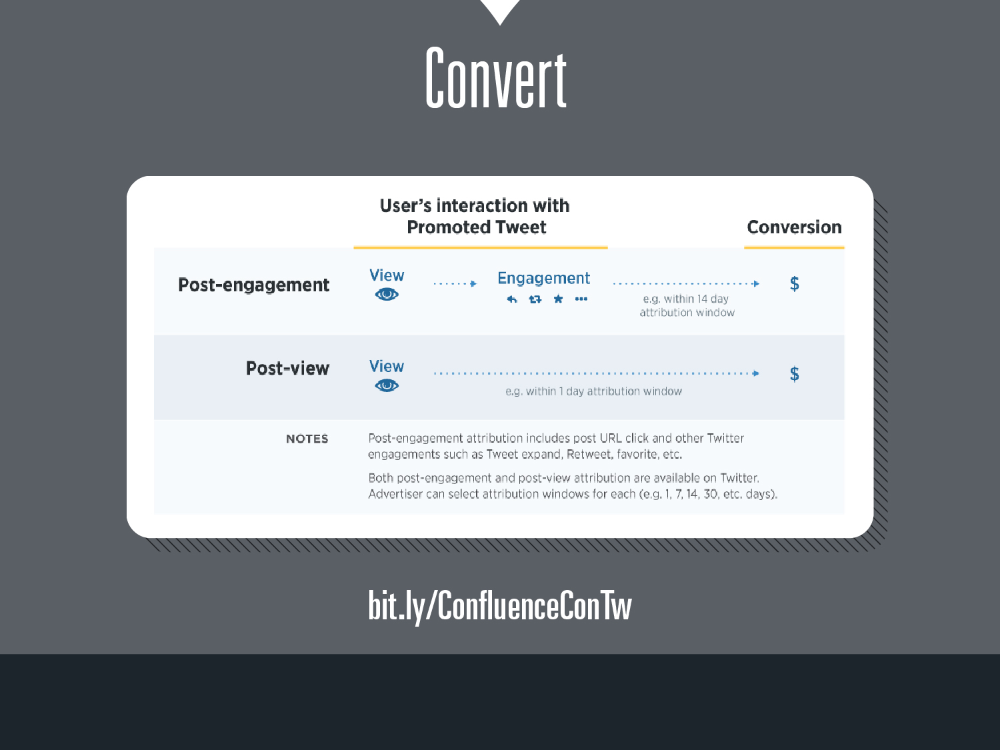 Convert
User's interaction with
Promoted Tweet
Conversion
Post-engagement
View
Engagement
$
e.g. within 14 day
attribution window
Post-view
View
$
e.g. within 1 day attribution window
NOTES
Post-engagement attribution includes post URL click and other Twitter
engagements such as Tweet expand, Retweet, favorite, etc.
Both post-engagement and post-view attribution are available on Twitter.
Advertiser can select attribution windows for each (e.g. 1, 7, 14, 30, etc. days).
bit.ly/ConfluenceConTw